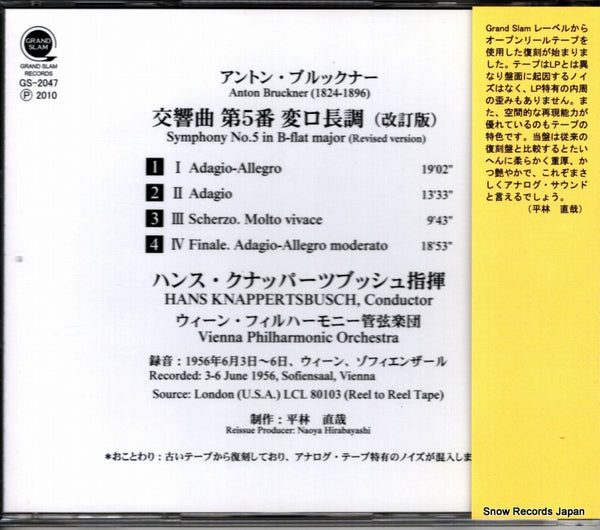 GRAND SLAM
GRAND SLAM RECORDS
GS-2047
Ⓟ 2010
アントン・ブルックナー
Anton Bruckner (1824-1896)
交響曲 第5番 変ロ長調（改訂版）
Symphony No.5 in B-flat major (Revised version)
1 Ⅰ Adagio-Allegro 19'02"
2 Ⅱ Adagio 13'33"
3 Ⅲ Scherzo. Molto vivace 9'43"
4 Ⅳ Finale. Adagio-Allegro moderato 18'53"
ハンス・クナッパーツブッシュ指揮
HANS KNAPPERTSBUSCH, Conductor
ウィーン・フィルハーモニー管弦楽団
Vienna Philharmonic Orchestra
録音：1956年6月3日〜6日、ウィーン、ゾフィエンザール
Recorded: 3-6 June 1956, Sofiensaal, Vienna
Source: London (U.S.A.) LCL 80103 (Reel to Reel Tape)
制作：平林 直哉
Reissue Producer: Naoya Hirabayashi
*おことわり：古いテープから復刻しており、アナログ・テープ特有のノイズが混入しま
Grand Slam レーベルから
オープンリールテープを
使用した復刻が始まりま
した。テープはLPとは異
なり盤面に起因するノイ
ズはなく、LP特有の内周
の歪みもありません。ま
た、空間的な再現能力が
優れているのもテープの
特色です。当盤は従来の
復刻盤と比較するとたい
へんに柔らかく重厚、か
つ艶やかで、これぞまさ
しくアナログ・サウンド
と言えるでしょう。
（平林 直哉）
Snow Records Japan